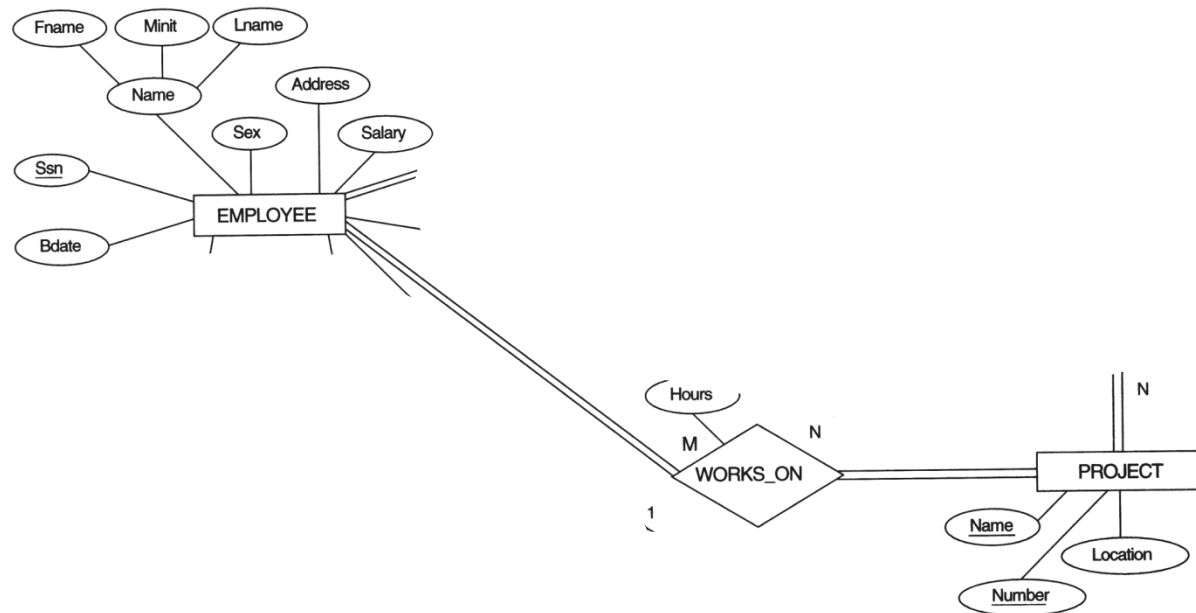 Fname
Minit
Lname
Name
Address
Sex
Salary
Ssn
EMPLOYEE
Bdate
Hours
N
M
N
WORKS_ON
PROJECT
1
Name
Location
Number